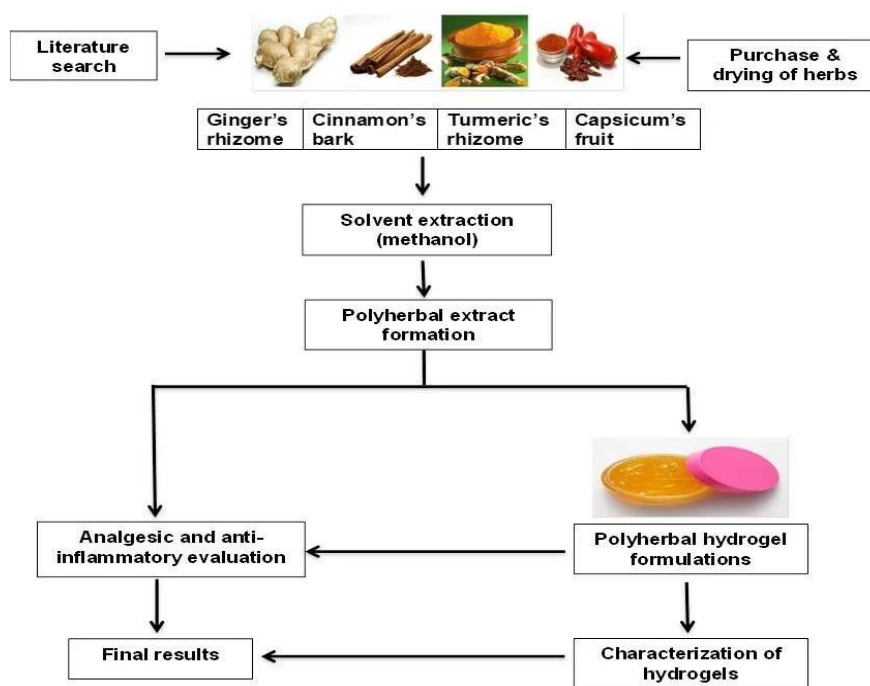 Literature
search
Purchase &
drying of herbs
Ginger's
rhizome
Cinnamon's
bark
Turmeric's
rhizome
Capsicum's
fruit
Solvent extraction
(methanol)
Polyherbal extract
formation
Analgesic and anti-
inflammatory evaluation
Polyherbal hydrogel
formulations
Final results
Characterization of
hydrogels